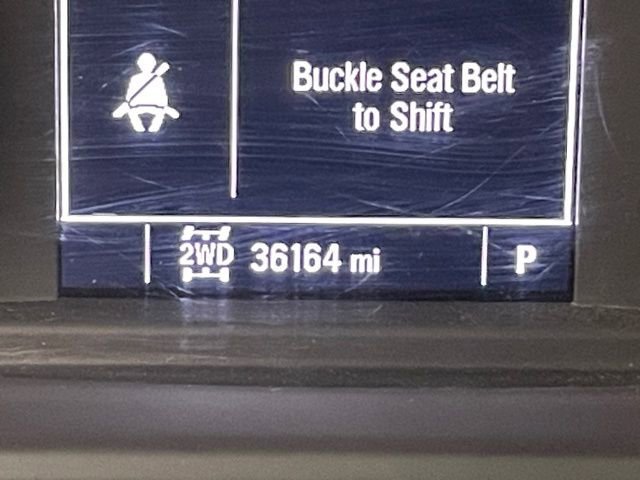 Buckle Seat Belt
to Shift
2WD 36164 mi P